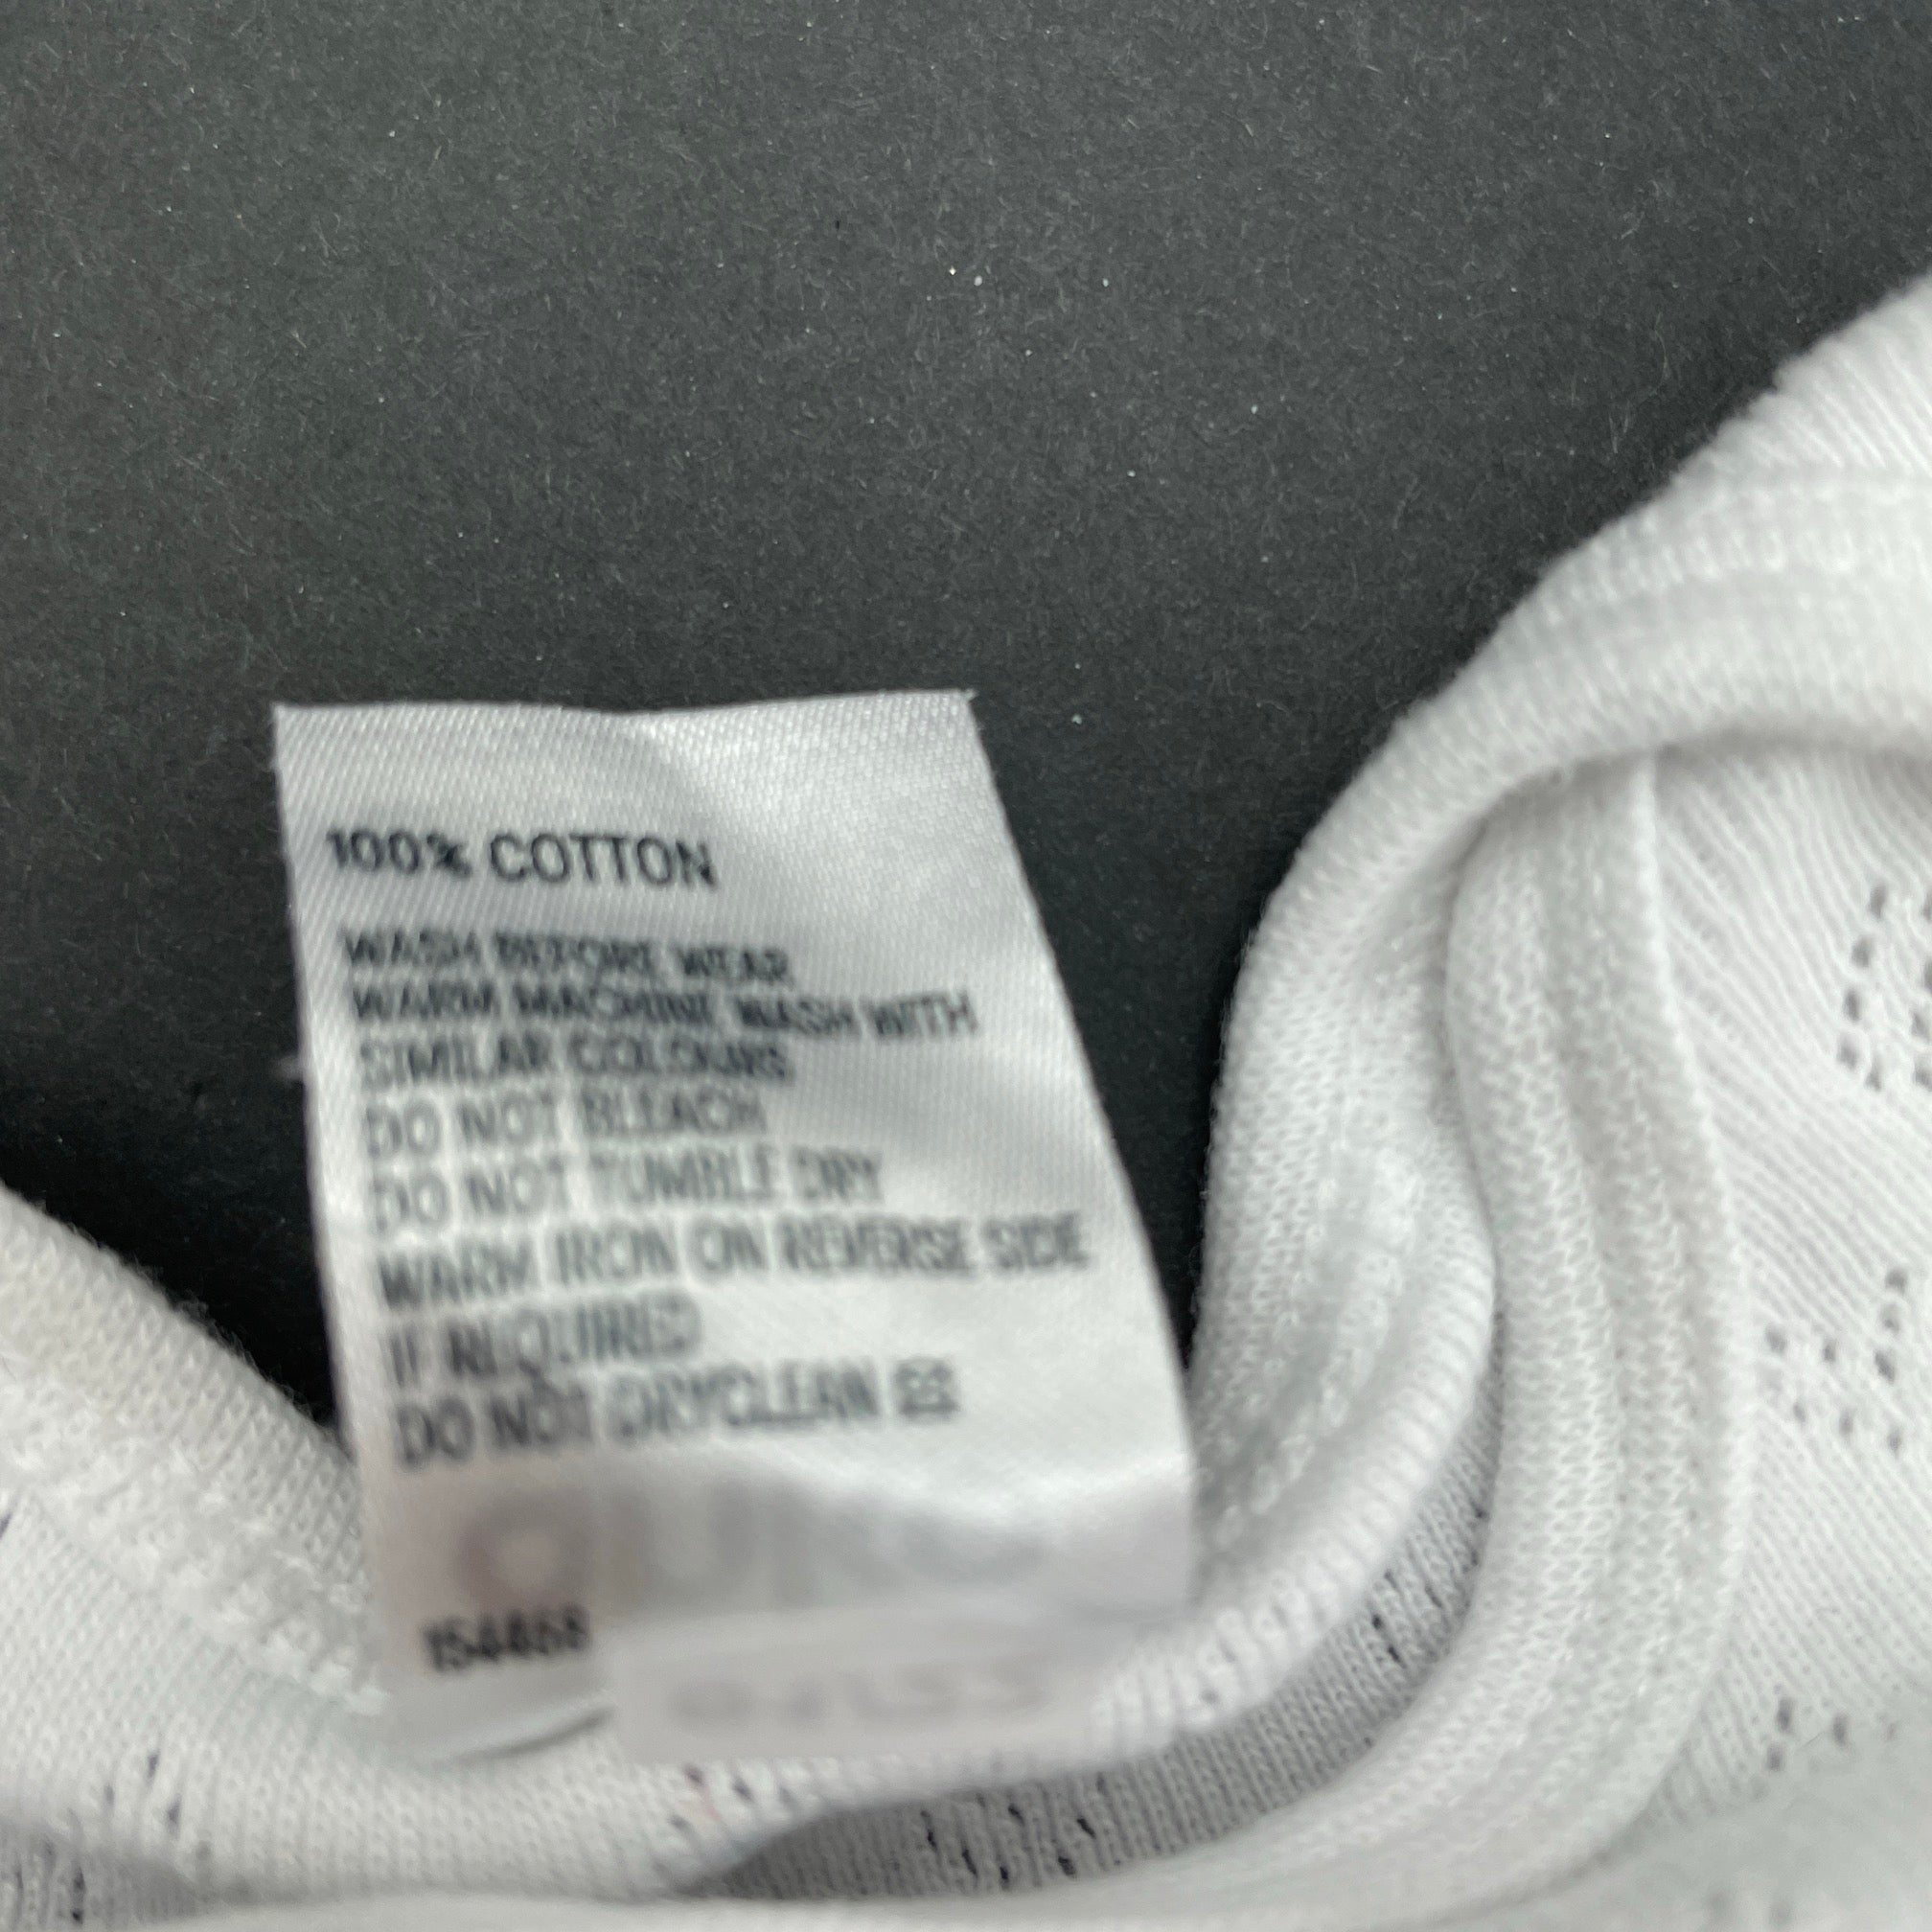 100% COTTON
WASH BEFORE WEAR
WARM MACHINE WASH WITH
SIMILAR COLOURS
DO NOT BLEACH
DO NOT TUMBLE DRY
WARM IRON ON REVERSE SIDE
IF REQUIRED
DO NOT DRYCLEAN